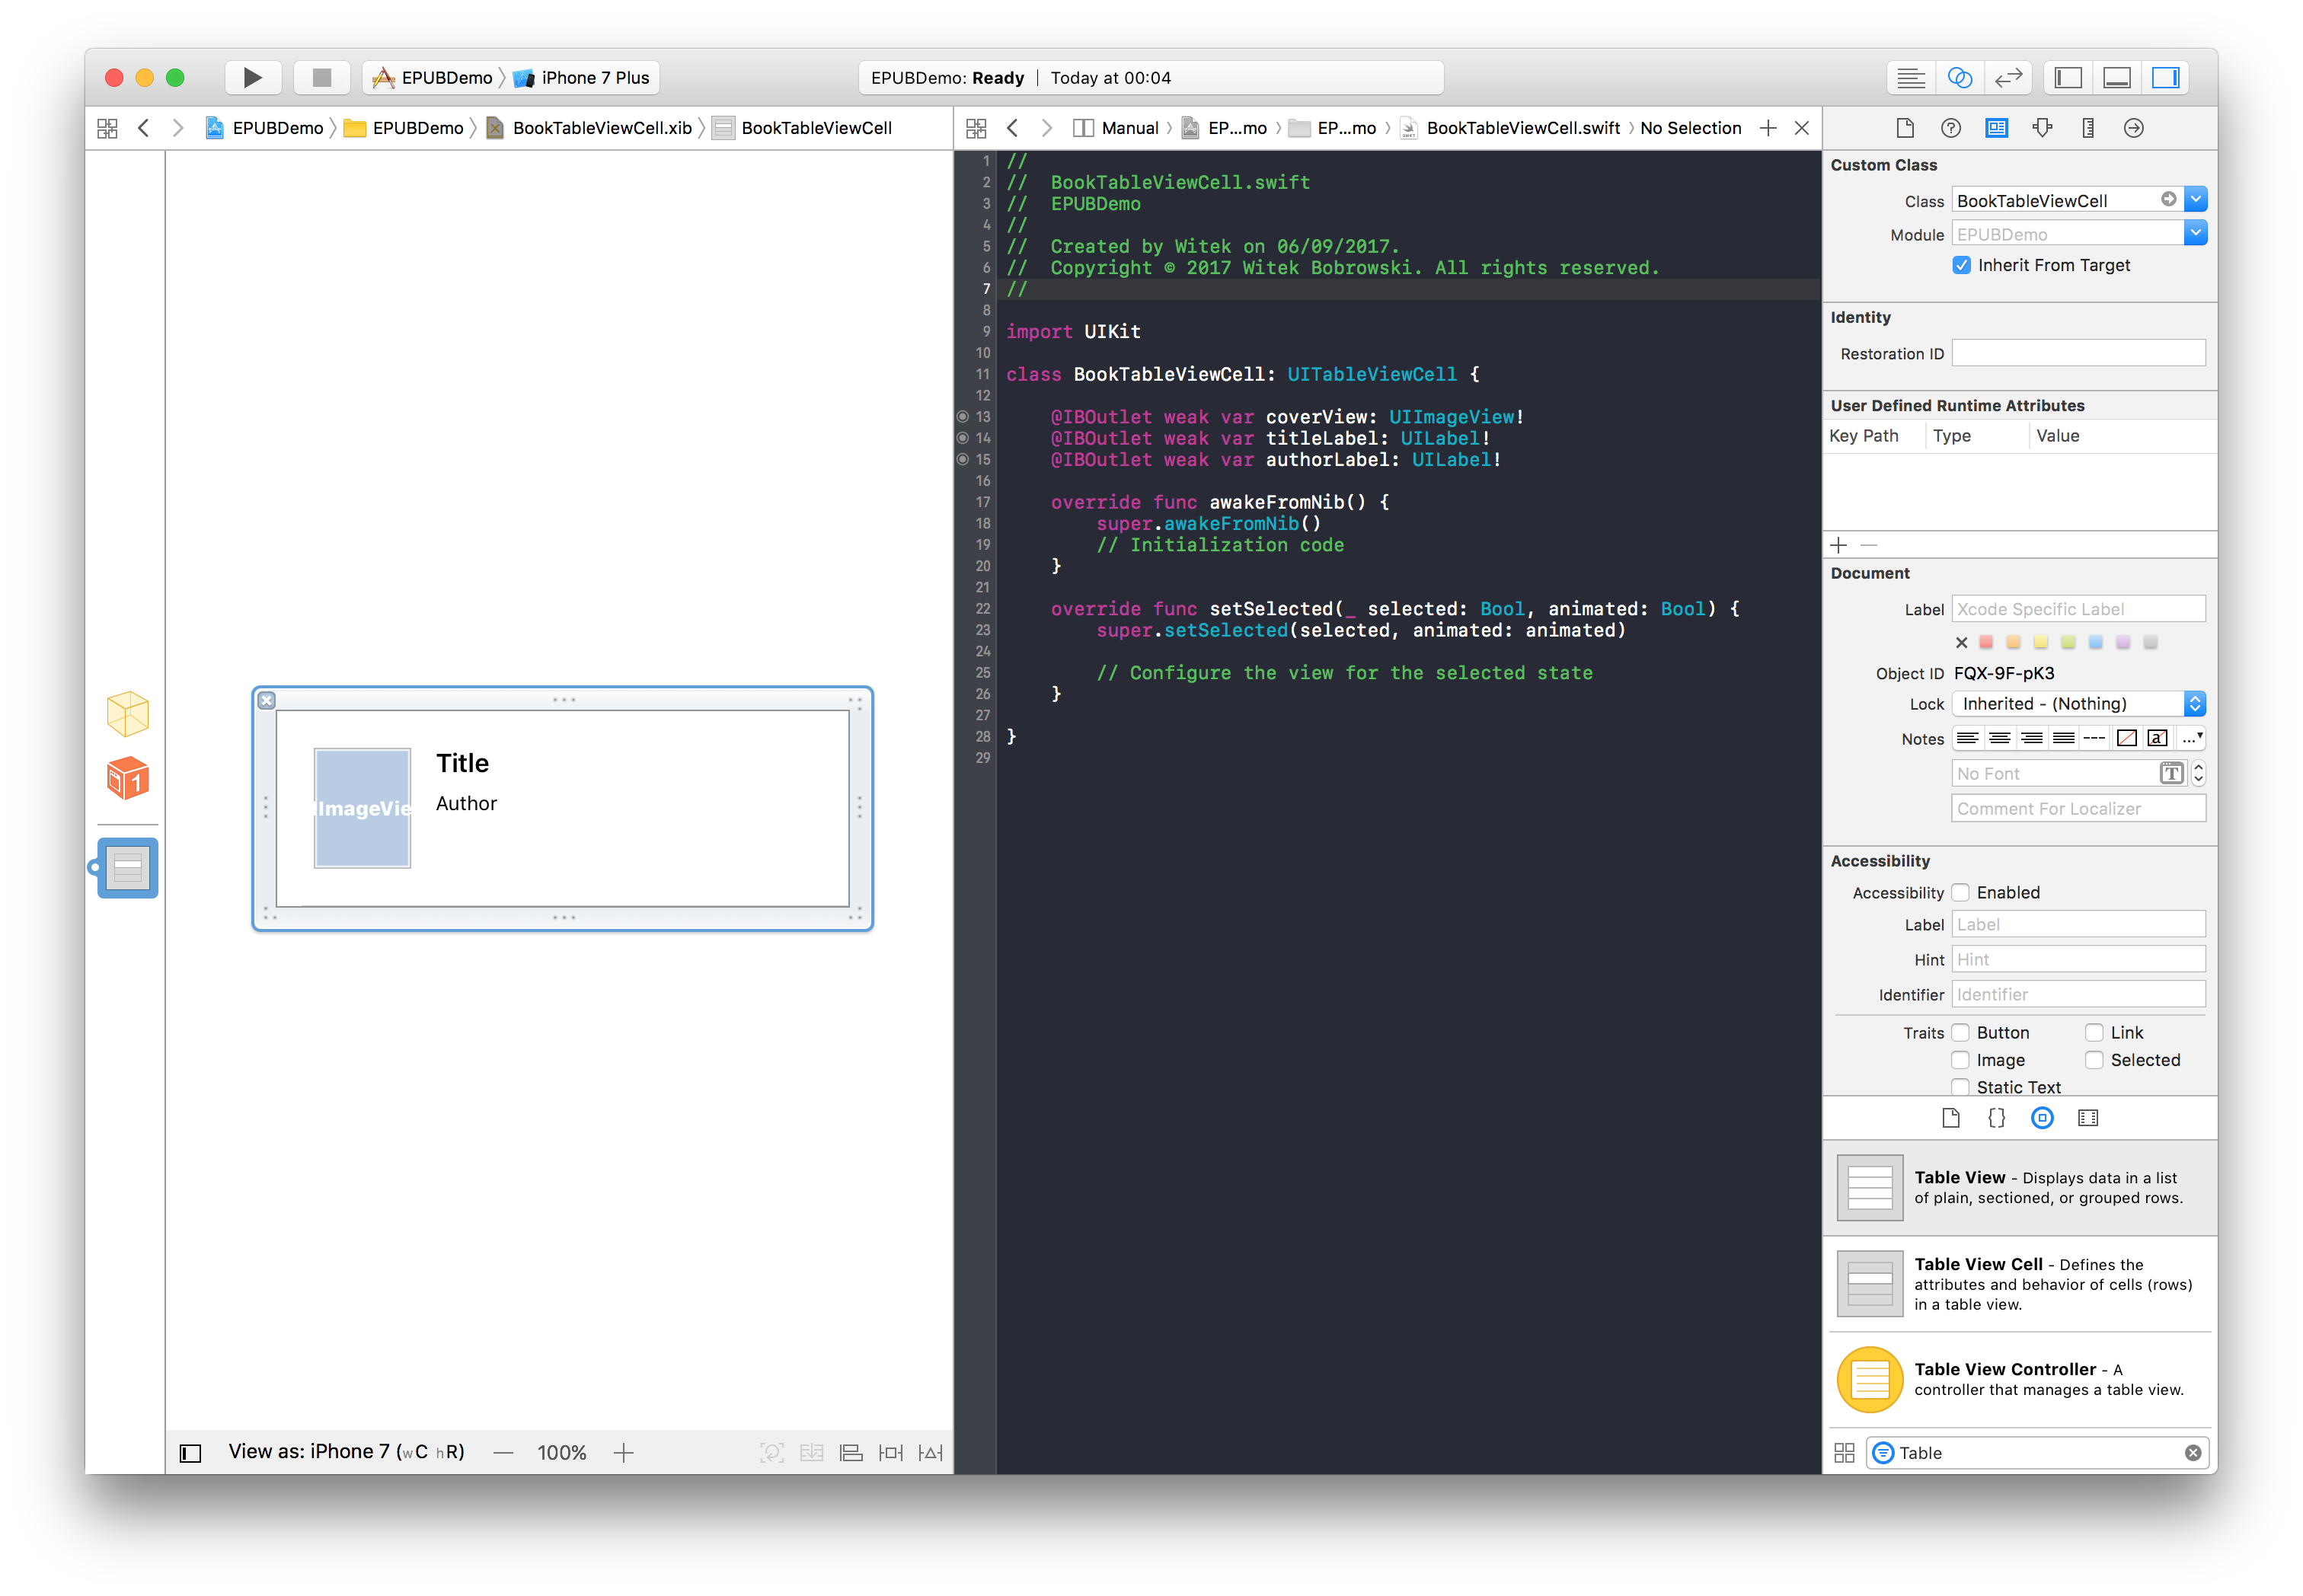 EPUBDemo iPhone 7 Plus
EPUBDemo: Ready Today at 00:04
EPUBDemo EPUBDemo BookTableViewCell.xib BookTableViewCell
Manual EP...mo EP...mo BookTableViewCell.swift No Selection
1 //
2 //  BookTableViewCell.swift
3 //  EPUBDemo
4 //
5 //  Created by Witek on 06/09/2017.
6 //  Copyright © 2017 Witek Bobrowski. All rights reserved.
7 //
8
9 import UIKit
10
11 class BookTableViewCell: UITableViewCell {
12
13     @IBOutlet weak var coverView: UIImageView!
14     @IBOutlet weak var titleLabel: UILabel!
15     @IBOutlet weak var authorLabel: UILabel!
16
17     override func awakeFromNib() {
18         super.awakeFromNib()
19         // Initialization code
20     }
21
22     override func setSelected(_ selected: Bool, animated: Bool) {
23         super.setSelected(selected, animated: animated)
24
25         // Configure the view for the selected state
26     }
27
28 }
29
1
Title
Author
ImageVie
View as: iPhone 7 (wC hR) — 100% +
Custom Class
Class BookTableViewCell
Module EPUBDemo
Inherit From Target
Identity
Restoration ID
User Defined Runtime Attributes
Key Path Type Value
Document
Label Xcode Specific Label
Object ID FQX-9F-pK3
Lock Inherited - (Nothing)
Notes
No Font T
Comment For Localizer
Accessibility
Accessibility Enabled
Label Label
Hint Hint
Identifier Identifier
Traits Button Link
Image Selected
Static Text
{}
Table View - Displays data in a list
of plain, sectioned, or grouped rows.
Table View Cell - Defines the
attributes and behavior of cells (rows)
in a table view.
Table View Controller - A
controller that manages a table view.
Table